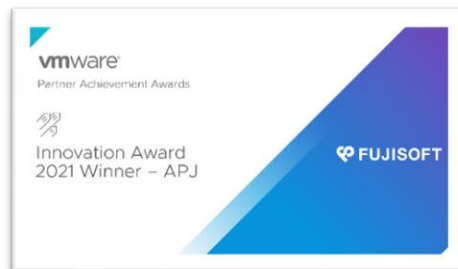 vmware
Partner Achievement Awards
Innovation Award
2021 Winner – APJ
FUJISOFT